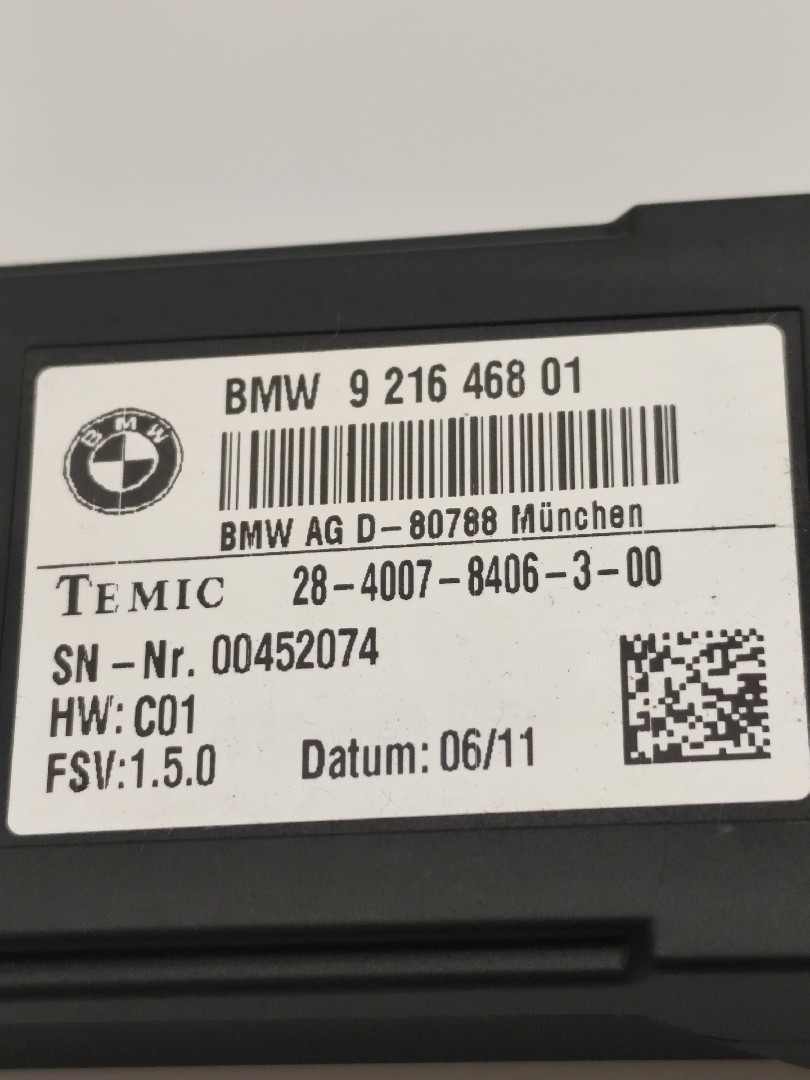 BMW 9 216 468 01
BMW
BMW AG D-80788 München
TEMIC 28-4007-8406-3-00
SN-Nr. 00452074
HW: C01
FSV:1.5.0 Datum: 06/11